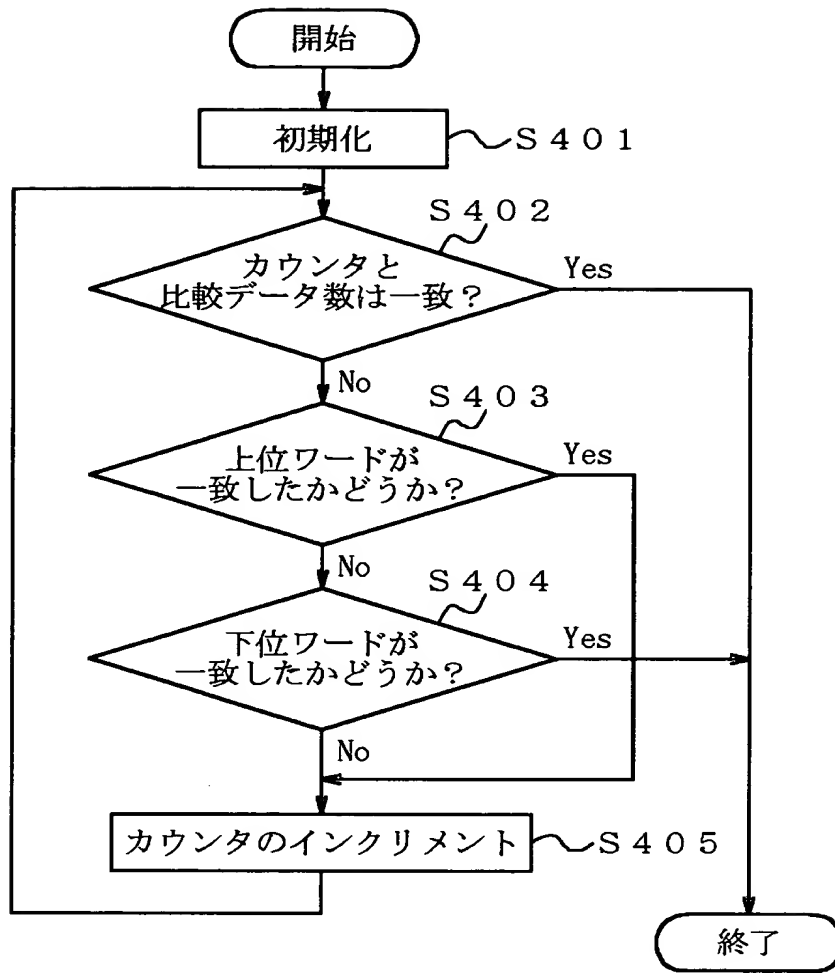 開始
初期化
S401
S402
カウンタと
比較データ数は一致？
Yes
No
S403
上位ワードが
一致したかどうか？
Yes
No
S404
下位ワードが
一致したかどうか？
Yes
No
カウンタのインクリメント
S405
終了